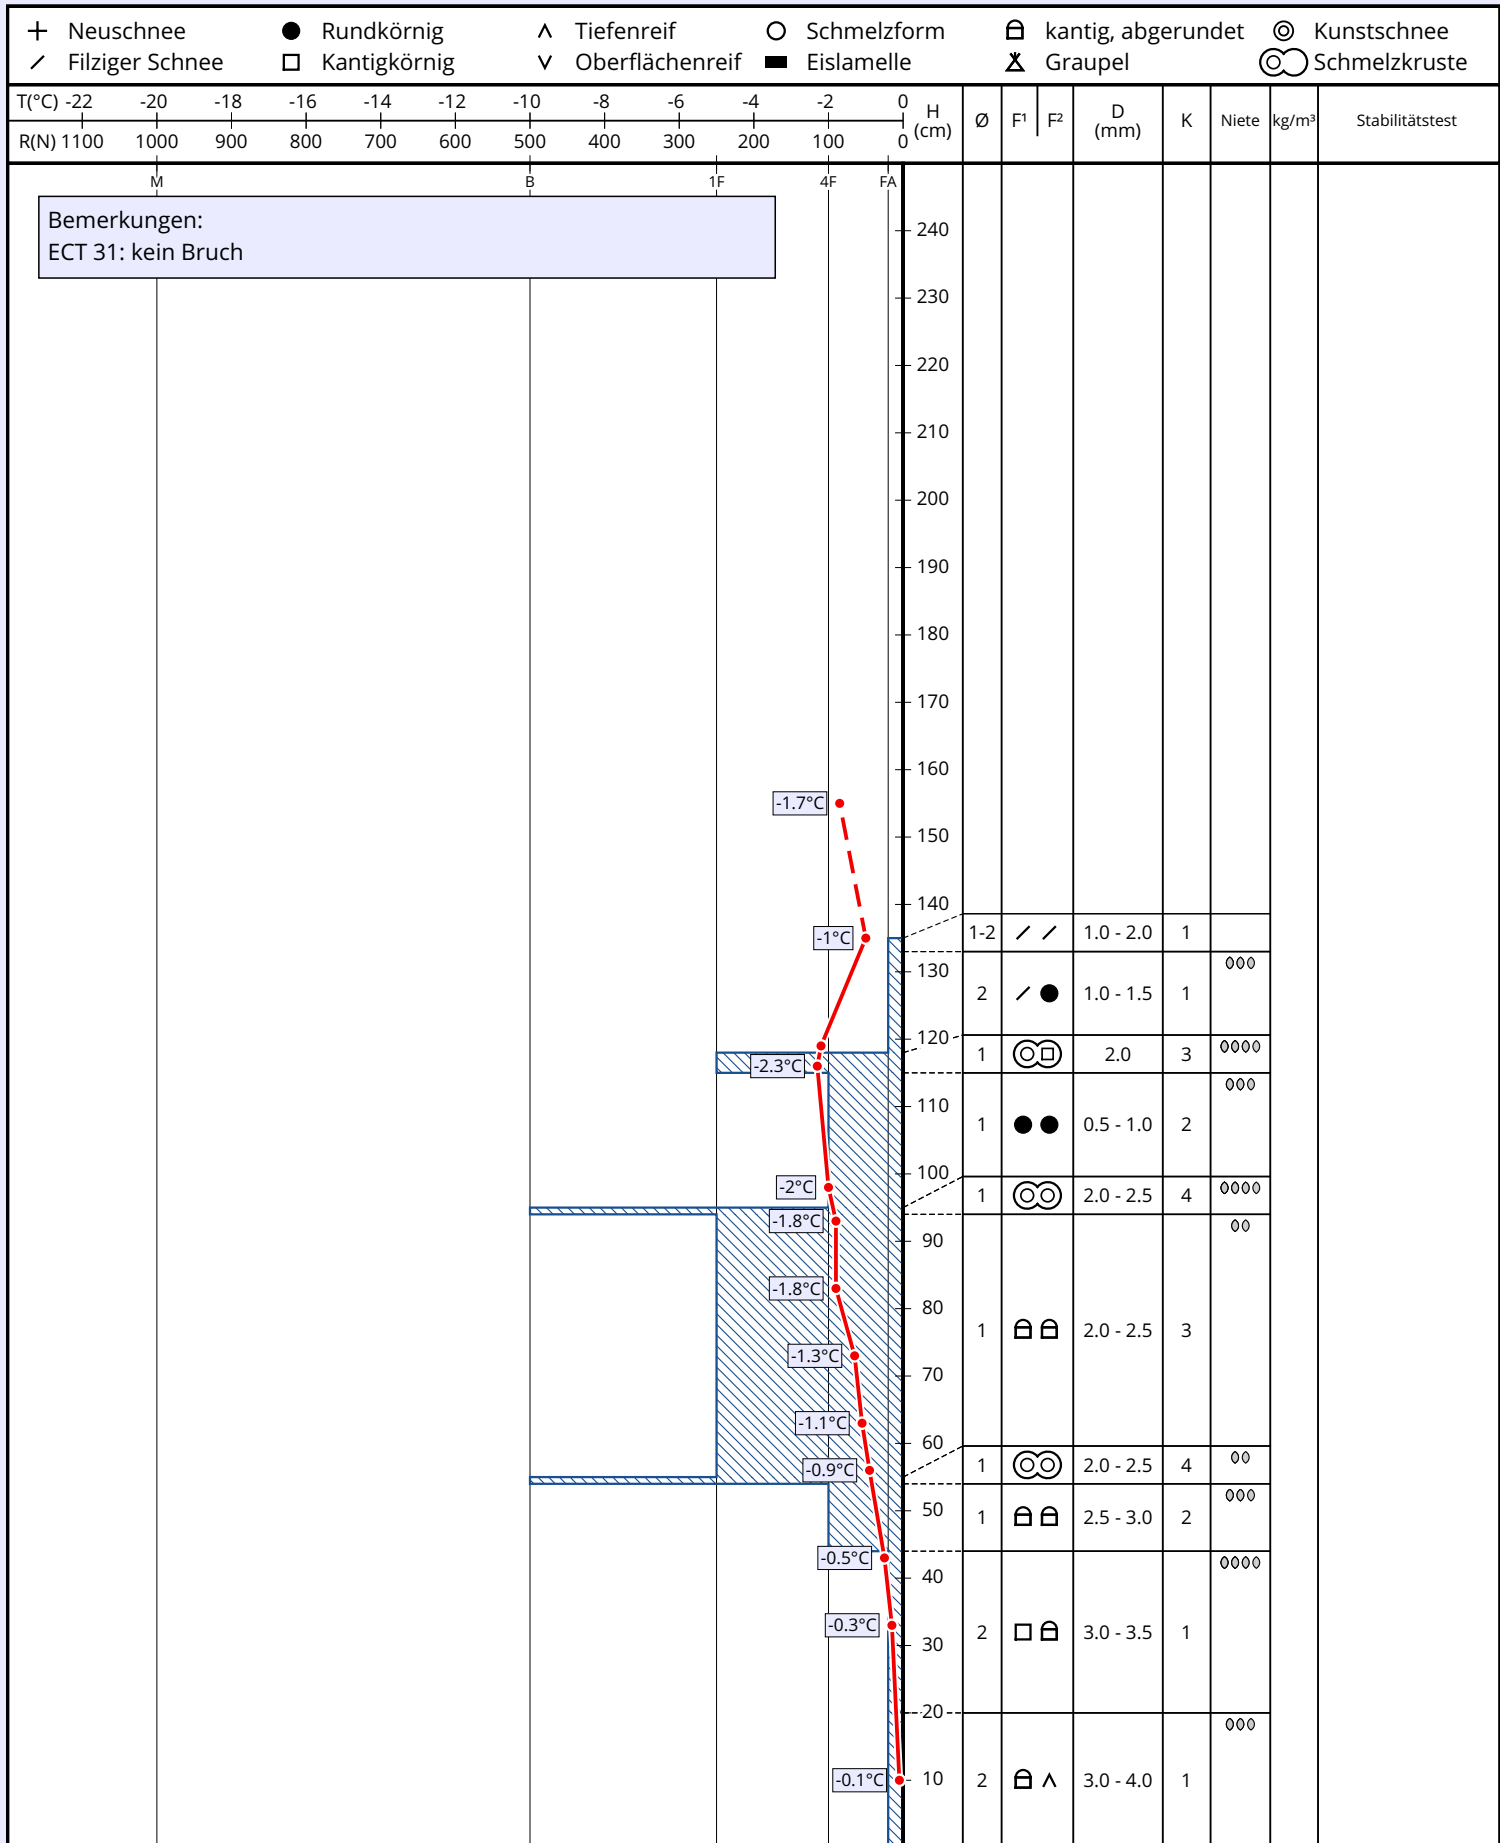 Neuschnee Rundkörnig Tiefenreif Schmelzform kantig, abgerundet Kunstschnee
Filziger Schnee Kantigkörnig Oberflächenreif Eislamelle Graupel Schmelzkruste
T(°C) -22 -20 -18 -16 -14 -12 -10 -8 -6 -4 -2 0
R(N) 1100 1000 900 800 700 600 500 400 300 200 100 0
H (cm) Ø F¹ F² D (mm) K Niete kg/m³ Stabilitätstest
M B 1F 4F FA
Bemerkungen:
ECT 31: kein Bruch
240
230
220
210
200
190
180
170
160
-1.7°C
150
140
-1°C 1-2 1.0 - 2.0 1
130
2 1.0 - 1.5 1
120
-2.3°C 1 2.0 3
110
1 0.5 - 1.0 2
100
-2°C 1 2.0 - 2.5 4
-1.8°C
90
-1.8°C
80
1 2.0 - 2.5 3
-1.3°C
70
-1.1°C
60
-0.9°C 1 2.0 - 2.5 4
50
1 2.5 - 3.0 2
-0.5°C
40
-0.3°C 2 3.0 - 3.5 1
30
20
-0.1°C 10 2 3.0 - 4.0 1